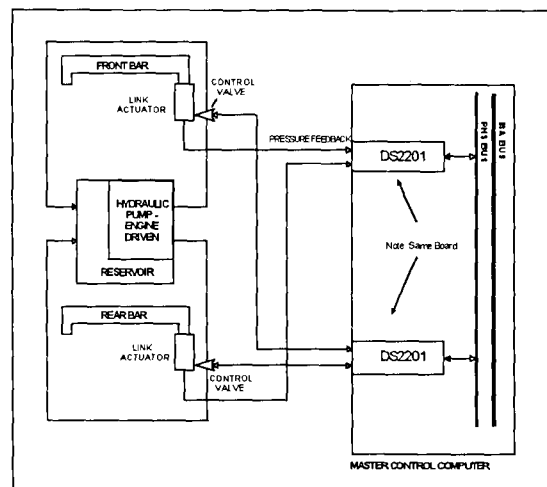 FRONT BAR
CONTROL
VALVE
LINK
ACTUATOR
PRESSURE FEEDBACK
DS2201
PHS BUS
ISA BUS
HYDRAULIC
PUMP -
ENGINE
DRIVEN
RESERVOIR
Note Same Board
REAR BAR
LINK
ACTUATOR
CONTROL
VALVE
DS2201
MASTER CONTROL COMPUTER